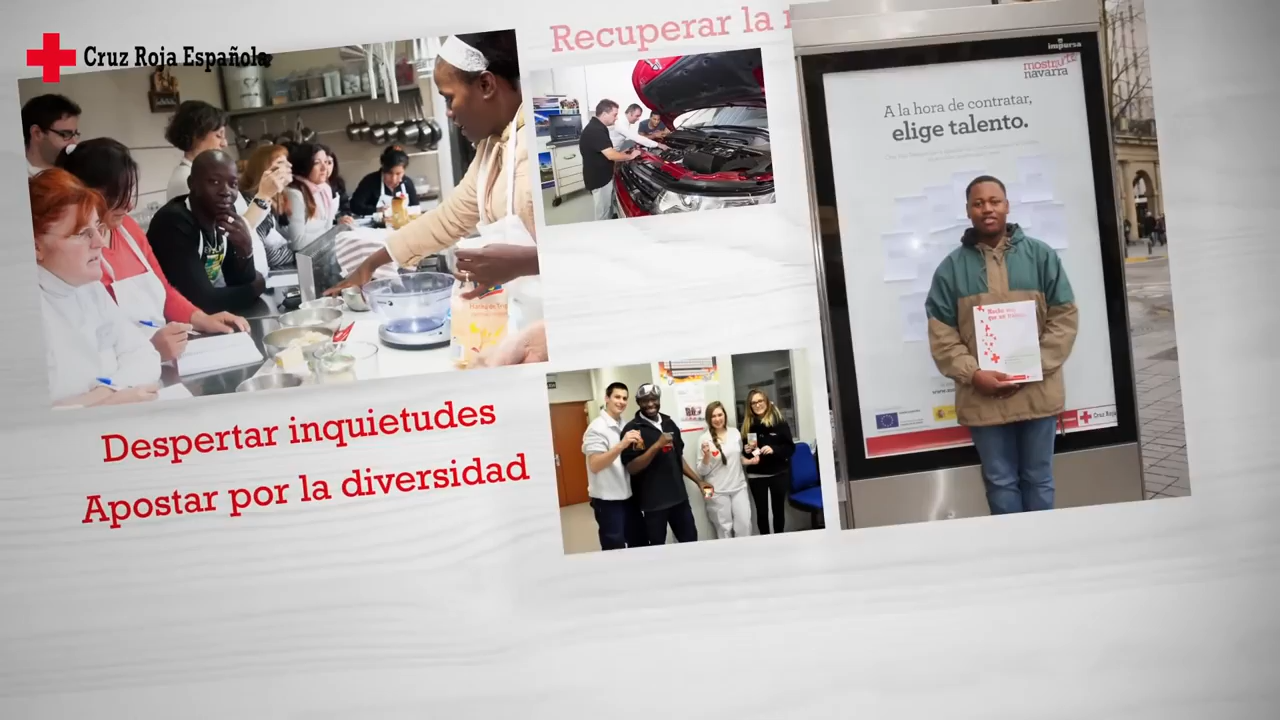 Cruz Roja Española
Recuperar la
impursa
navarra
A la hora de contratar,
elige talento.
Despertar inquietudes
Apostar por la diversidad
Cruz Roja